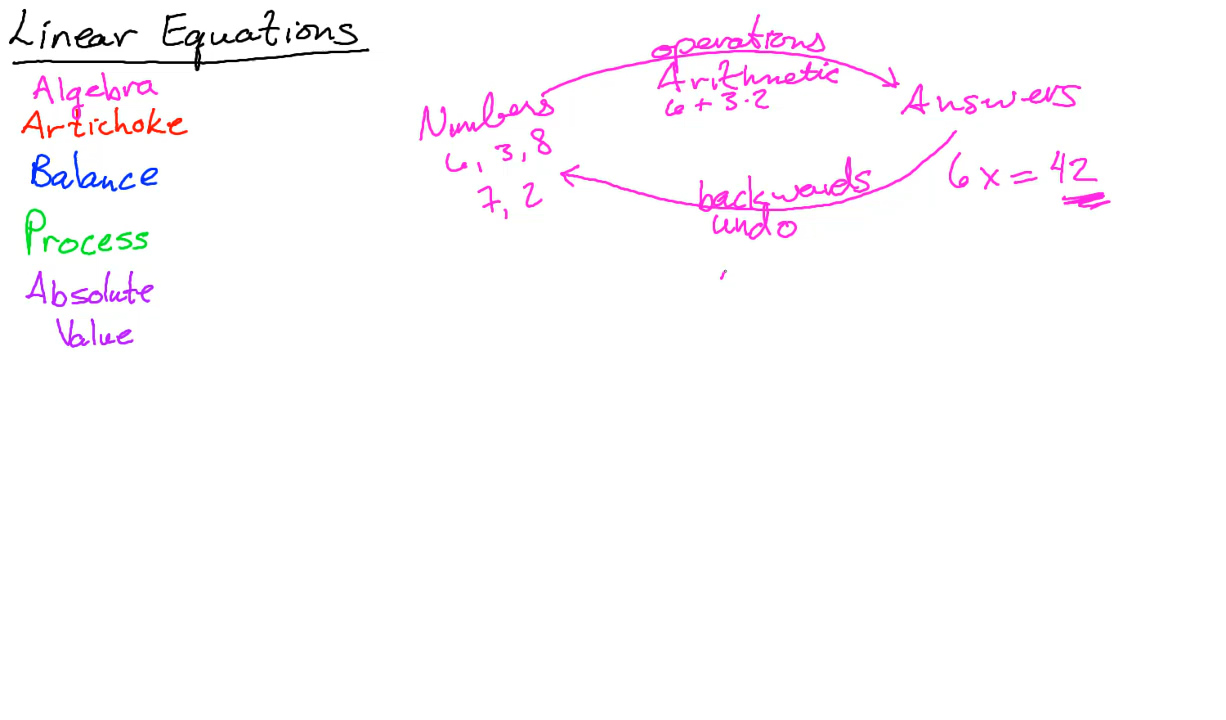 Linear Equations
Algebra
Artichoke
Balance
Process
Absolute
Value
operations
Arithmetic
6 + 3·2
Numbers
6, 3, 8
7, 2
Answers
6x = 42
backwards
undo